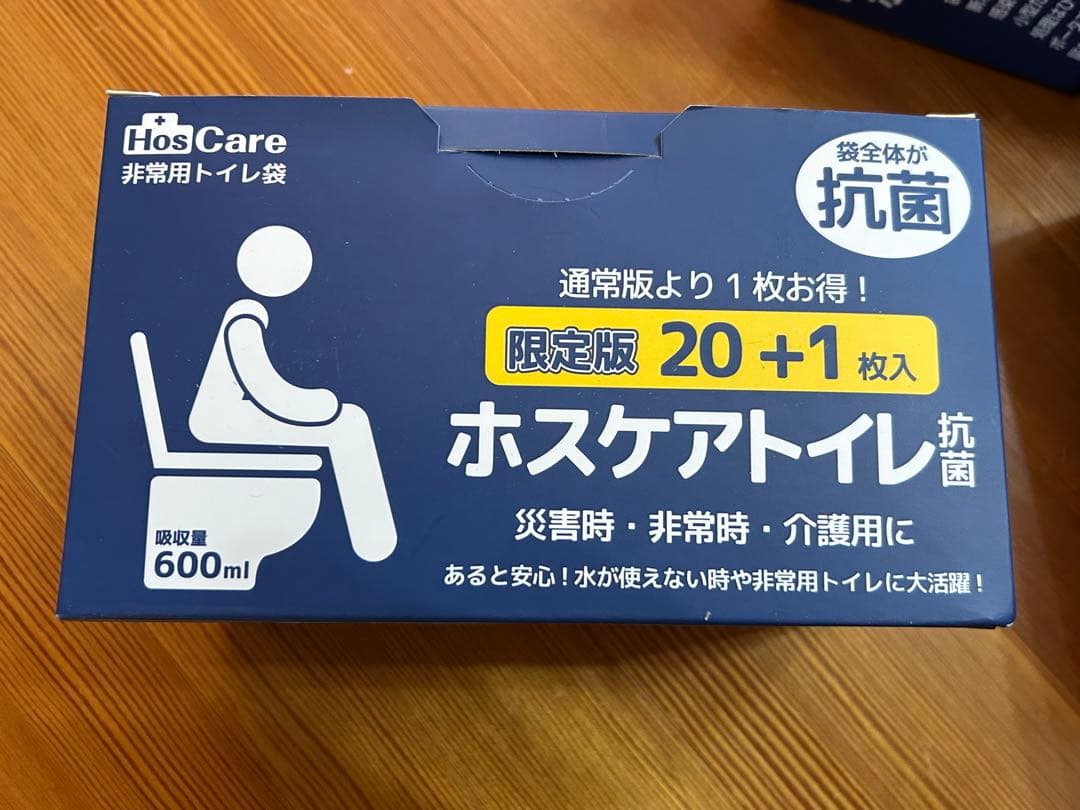 HosCare
非常用トイレ袋
袋全体が
抗菌
通常版より1枚お得！
限定版 20+1枚入
ホスケアトイレ抗菌
災害時・非常時・介護用に
あると安心！水が使えない時や非常用トイレに大活躍！
吸収量
600ml